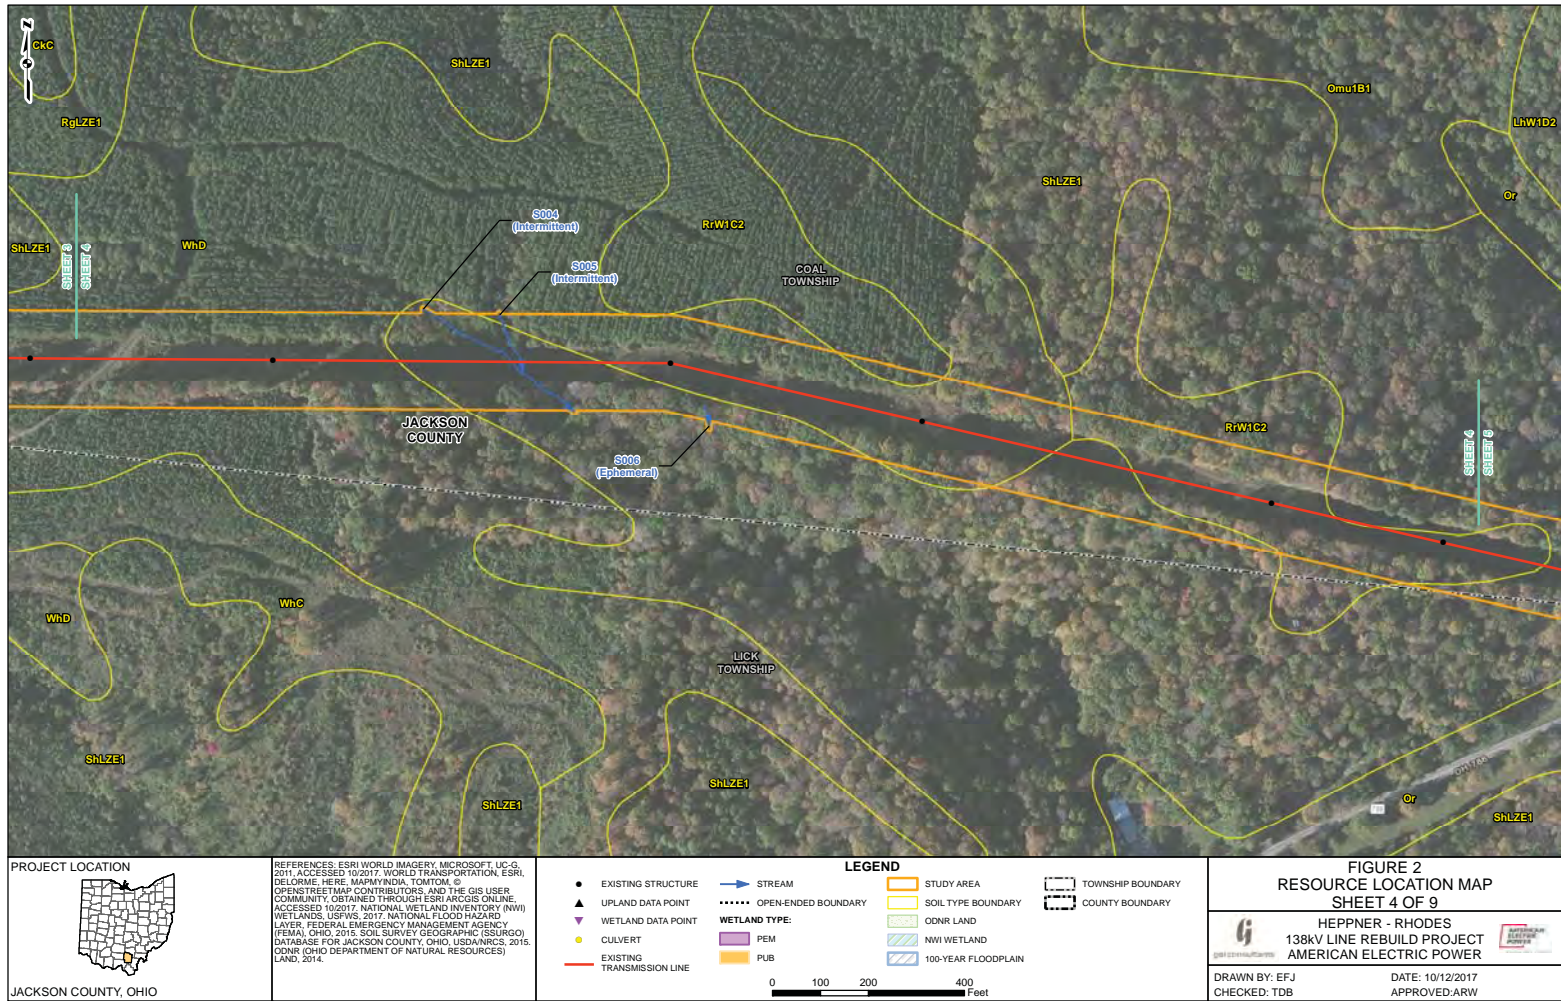 N
CkC
ShLZE1
Omu1B1
RgLZE1
LhW1D2
ShLZE1
Or
S004
(Intermittent)
RrW1C2
ShLZE1
WhD
SHEET 3
SHEET 4
S005
(Intermittent)
COAL
TOWNSHIP
JACKSON
COUNTY
RrW1C2
SHEET 4
SHEET 5
S006
(Ephemeral)
WhD
WhC
LICK
TOWNSHIP
ShLZE1
ShLZE1
ShLZE1
Or
ShLZE1
PROJECT LOCATION
JACKSON COUNTY, OHIO
REFERENCES: ESRI WORLD IMAGERY, MICROSOFT, UC-G,
2011, ACCESSED 10/2017. WORLD TRANSPORTATION, ESRI,
DELORME, HERE, MAPMYINDIA, TOMTOM, ©
OPENSTREETMAP CONTRIBUTORS, AND THE GIS USER
COMMUNITY, OBTAINED THROUGH ESRI ARCGIS ONLINE,
ACCESSED 10/2017. NATIONAL WETLAND INVENTORY (NWI)
WETLANDS, USFWS, 2017. NATIONAL FLOOD HAZARD
LAYER, FEDERAL EMERGENCY MANAGEMENT AGENCY
(FEMA), OHIO, 2015. SOIL SURVEY GEOGRAPHIC (SSURGO)
DATABASE FOR JACKSON COUNTY, OHIO, USDA/NRCS, 2015.
ODNR (OHIO DEPARTMENT OF NATURAL RESOURCES)
LAND, 2014.
LEGEND
EXISTING STRUCTURE
UPLAND DATA POINT
WETLAND DATA POINT
CULVERT
EXISTING
TRANSMISSION LINE
STREAM
OPEN-ENDED BOUNDARY
WETLAND TYPE:
PEM
PUB
STUDY AREA
SOIL TYPE BOUNDARY
ODNR LAND
NWI WETLAND
100-YEAR FLOODPLAIN
TOWNSHIP BOUNDARY
COUNTY BOUNDARY
0 100 200 400
Feet
FIGURE 2
RESOURCE LOCATION MAP
SHEET 4 OF 9
gai consultants
HEPPNER - RHODES
138kV LINE REBUILD PROJECT
AMERICAN ELECTRIC POWER
AMERICAN
ELECTRIC
POWER
DRAWN BY: EFJ
DATE: 10/12/2017
CHECKED: TDB
APPROVED:ARW